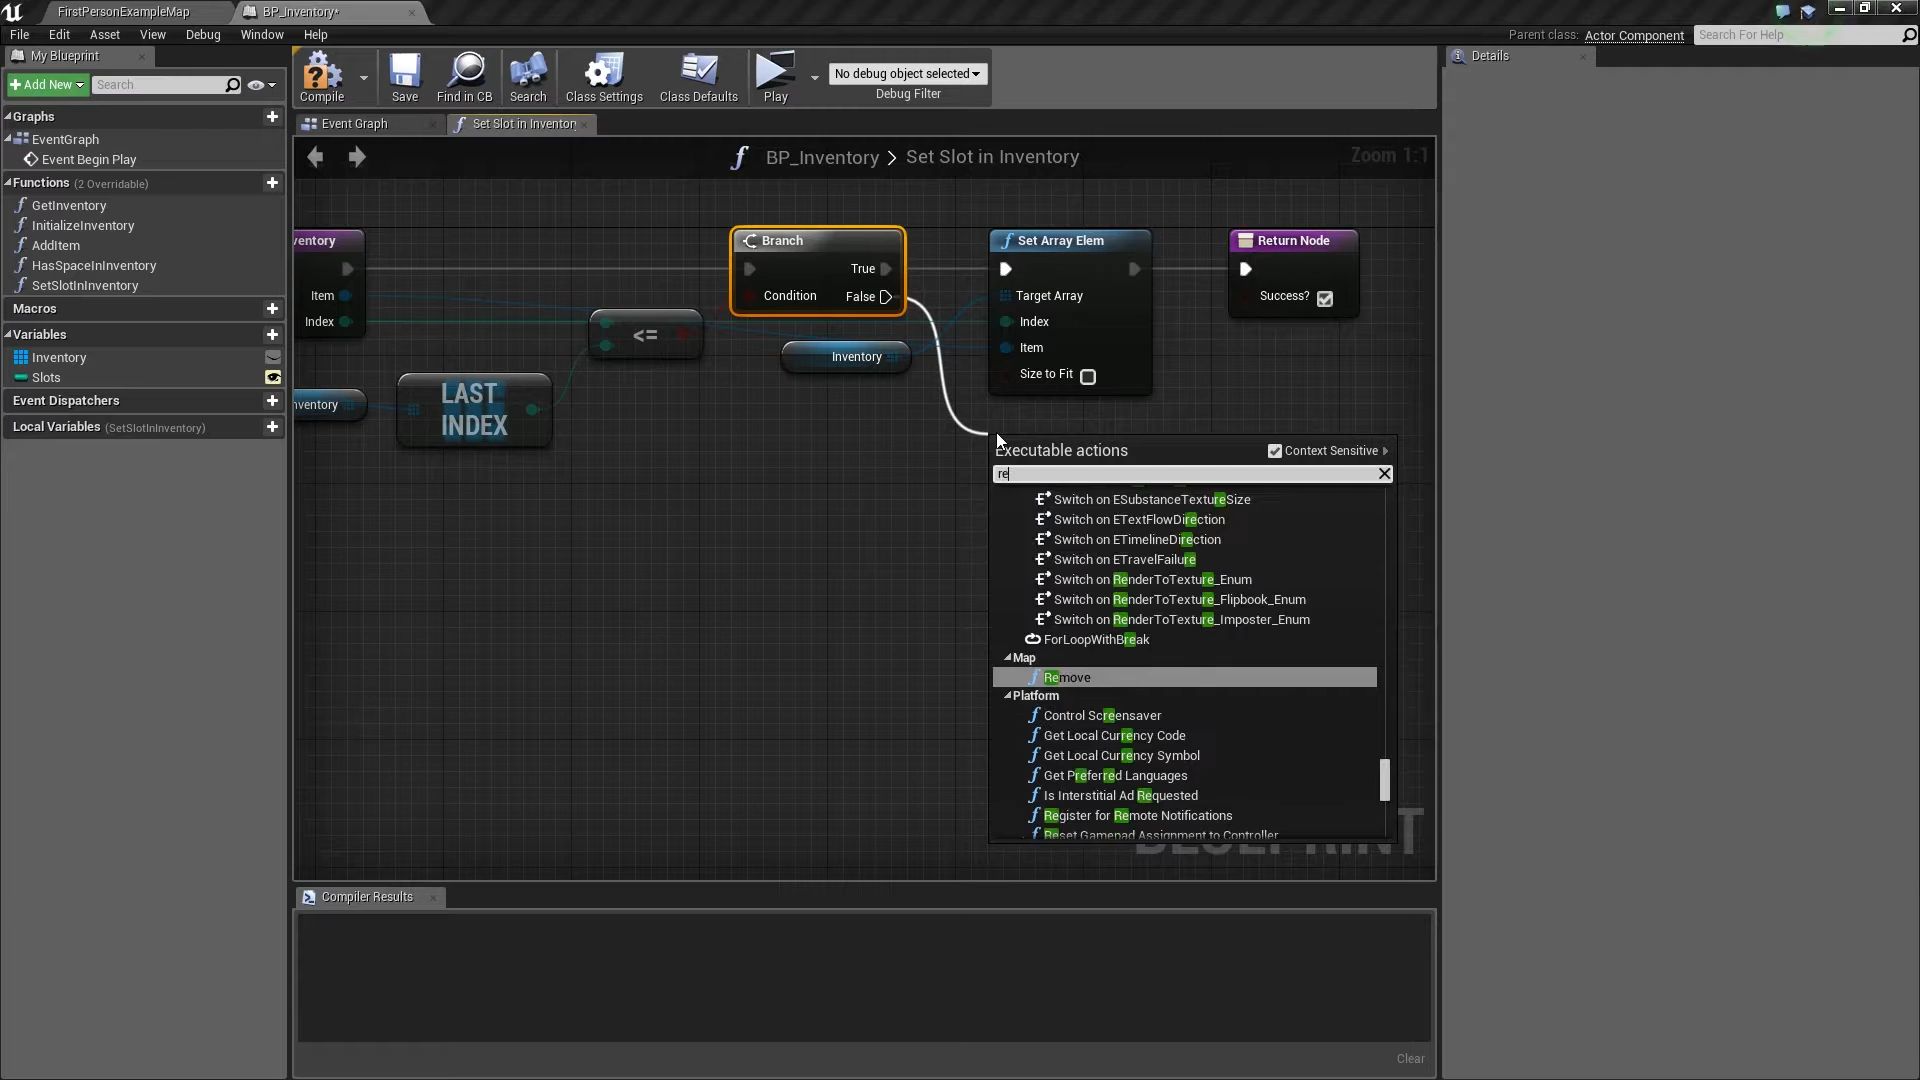 FirstPersonExampleMap
BP_Inventory*
File Edit Asset View Debug Window Help
Parent class: Actor Component
Search For Help
My Blueprint
Add New
Search
Compile
Save
Find in CB
Search
Class Settings
Class Defaults
Play
No debug object selected
Debug Filter
Details
Graphs
EventGraph
Event Begin Play
Functions (2 Overridable)
GetInventory
InitializeInventory
AddItem
HasSpaceInInventory
SetSlotInInventory
Macros
Variables
Inventory
Slots
Event Dispatchers
Local Variables (SetSlotInInventory)
Event Graph
Set Slot in Inventory
BP_Inventory > Set Slot in Inventory
Zoom 1:1
ventory
Item
Index
nventory
LAST
INDEX
<=
Branch
True
Condition
False
Inventory
Set Array Elem
Target Array
Index
Item
Size to Fit
Return Node
Success?
Executable actions
Context Sensitive
re
Switch on ESubstanceTextureSize
Switch on ETextFlowDirection
Switch on ETimelineDirection
Switch on ETravelFailure
Switch on RenderToTexture_Enum
Switch on RenderToTexture_Flipbook_Enum
Switch on RenderToTexture_Imposter_Enum
ForLoopWithBreak
Map
Remove
Platform
Control Screensaver
Get Local Currency Code
Get Local Currency Symbol
Get Preferred Languages
Is Interstitial Ad Requested
Register for Remote Notifications
Reset Gamepad Assignment to Controller
Compiler Results
Clear